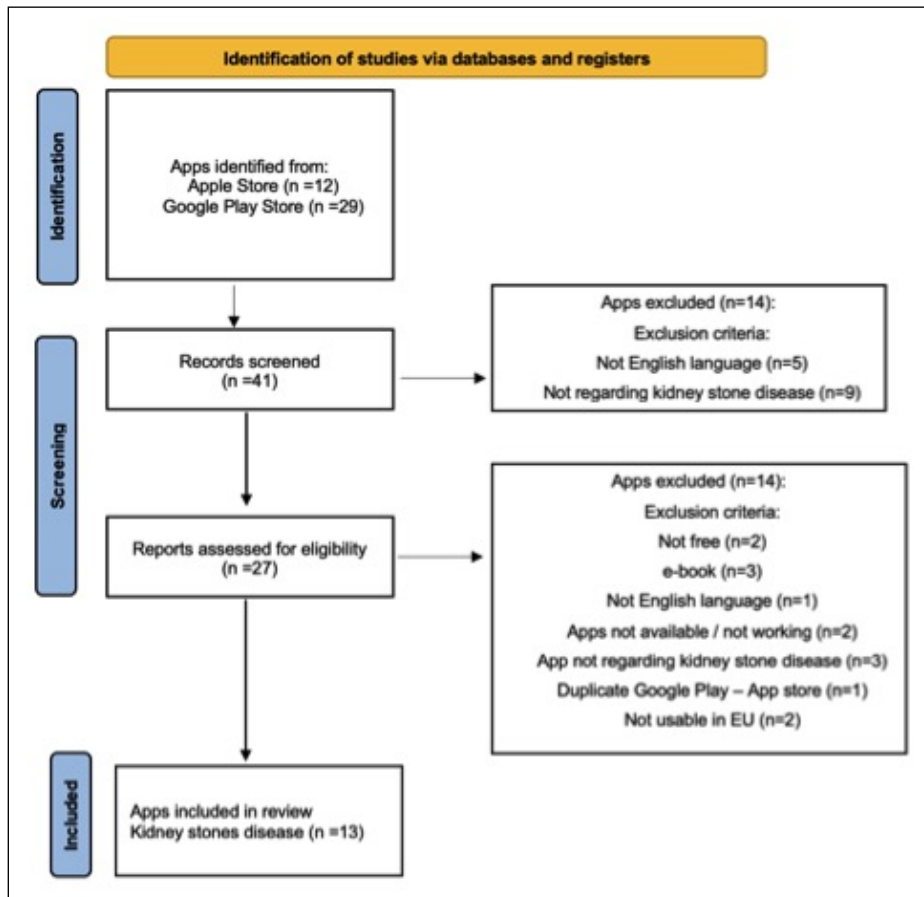 Identification of studies via databases and registers
Identification
Apps identified from:
Apple Store (n =12)
Google Play Store (n =29)
Screening
Records screened
(n =41)
Apps excluded (n=14):
Exclusion criteria:
Not English language (n=5)
Not regarding kidney stone disease (n=9)
Reports assessed for eligibility
(n =27)
Apps excluded (n=14):
Exclusion criteria:
Not free (n=2)
e-book (n=3)
Not English language (n=1)
Apps not available / not working (n=2)
App not regarding kidney stone disease (n=3)
Duplicate Google Play – App store (n=1)
Not usable in EU (n=2)
Included
Apps included in review
Kidney stones disease (n =13)